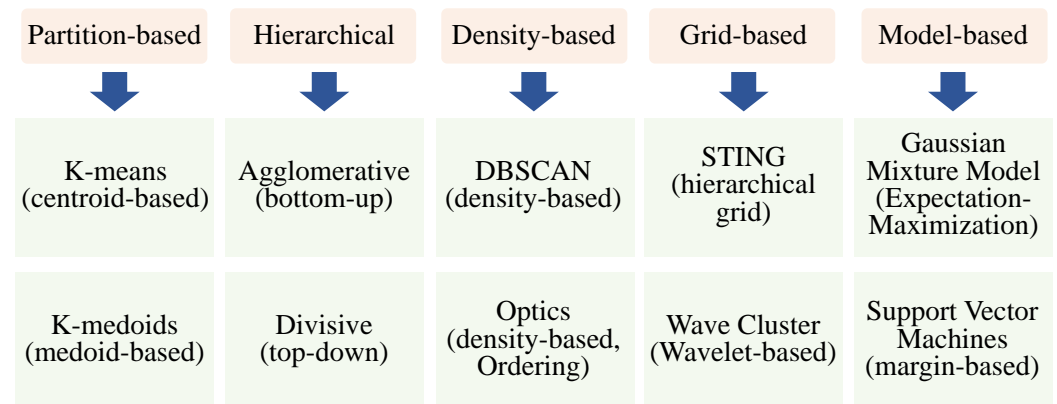 Partition-based
Hierarchical
Density-based
Grid-based
Model-based
K-means
(centroid-based)
Agglomerative
(bottom-up)
DBSCAN
(density-based)
STING
(hierarchical
grid)
Gaussian
Mixture Model
(Expectation-
Maximization)
K-medoids
(medoid-based)
Divisive
(top-down)
Optics
(density-based,
Ordering)
Wave Cluster
(Wavelet-based)
Support Vector
Machines
(margin-based)